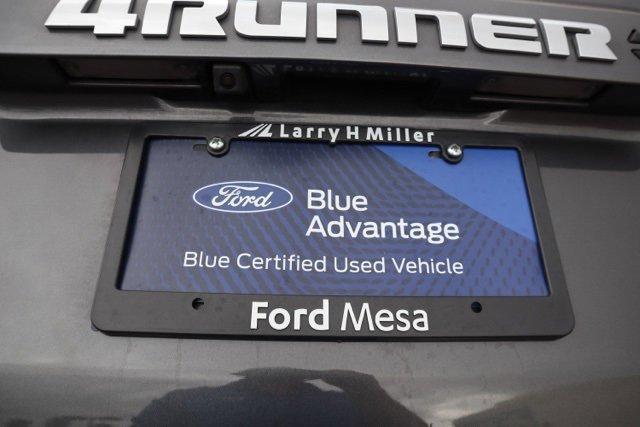 4RUNNER
Larry H Miller
Ford
Blue
Advantage
Blue Certified Used Vehicle
Ford Mesa